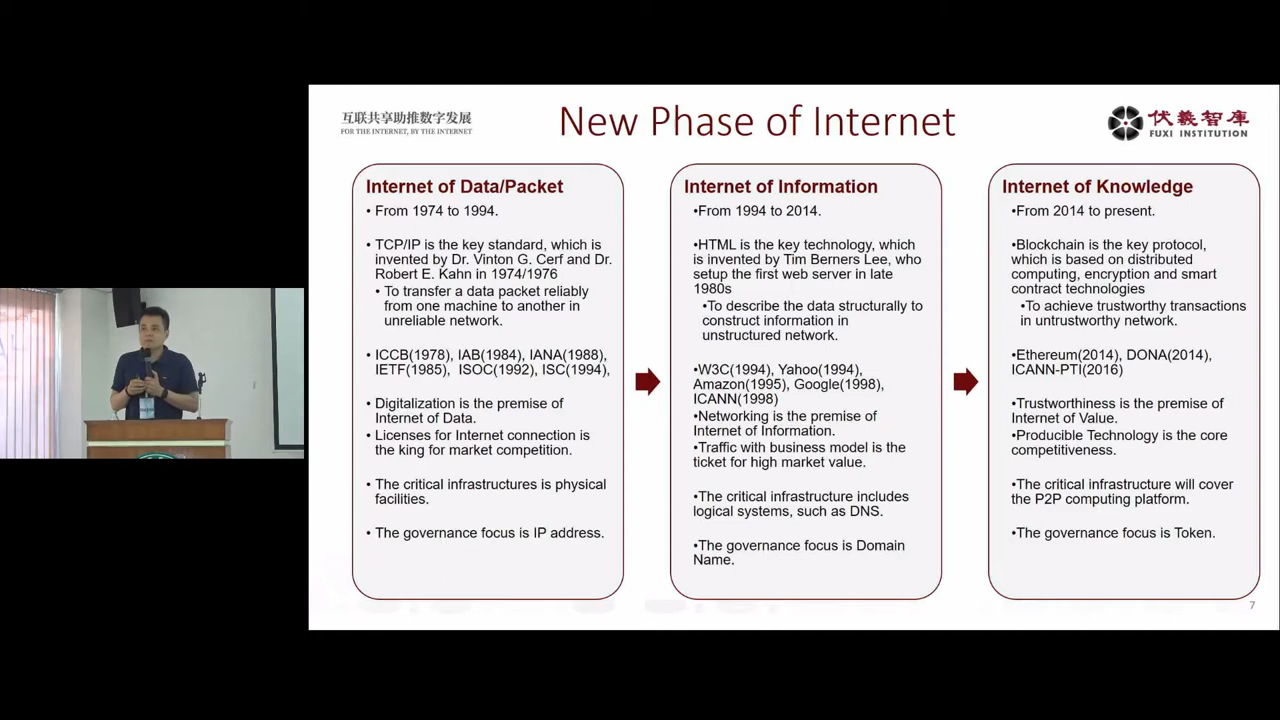 互联共享助推数字发展
FOR THE INTERNET, BY THE INTERNET
New Phase of Internet
伏羲智库
FUXI INSTITUTION
Internet of Data/Packet
• From 1974 to 1994.
• TCP/IP is the key standard, which is
invented by Dr. Vinton G. Cerf and Dr.
Robert E. Kahn in 1974/1976
• To transfer a data packet reliably
from one machine to another in
unreliable network.
• ICCB(1978), IAB(1984), IANA(1988),
IETF(1985), ISOC(1992), ISC(1994),
• Digitalization is the premise of
Internet of Data.
• Licenses for Internet connection is
the king for market competition.
• The critical infrastructures is physical
facilities.
• The governance focus is IP address.
Internet of Information
•From 1994 to 2014.
•HTML is the key technology, which
is invented by Tim Berners Lee, who
setup the first web server in late
1980s
•To describe the data structurally to
construct information in
unstructured network.
•W3C(1994), Yahoo(1994),
Amazon(1995), Google(1998),
ICANN(1998)
•Networking is the premise of
Internet of Information.
•Traffic with business model is the
ticket for high market value.
•The critical infrastructure includes
logical systems, such as DNS.
•The governance focus is Domain
Name.
Internet of Knowledge
•From 2014 to present.
•Blockchain is the key protocol,
which is based on distributed
computing, encryption and smart
contract technologies
•To achieve trustworthy transactions
in untrustworthy network.
•Ethereum(2014), DONA(2014),
ICANN-PTI(2016)
•Trustworthiness is the premise of
Internet of Value.
•Producible Technology is the core
competitiveness.
•The critical infrastructure will cover
the P2P computing platform.
•The governance focus is Token.
7